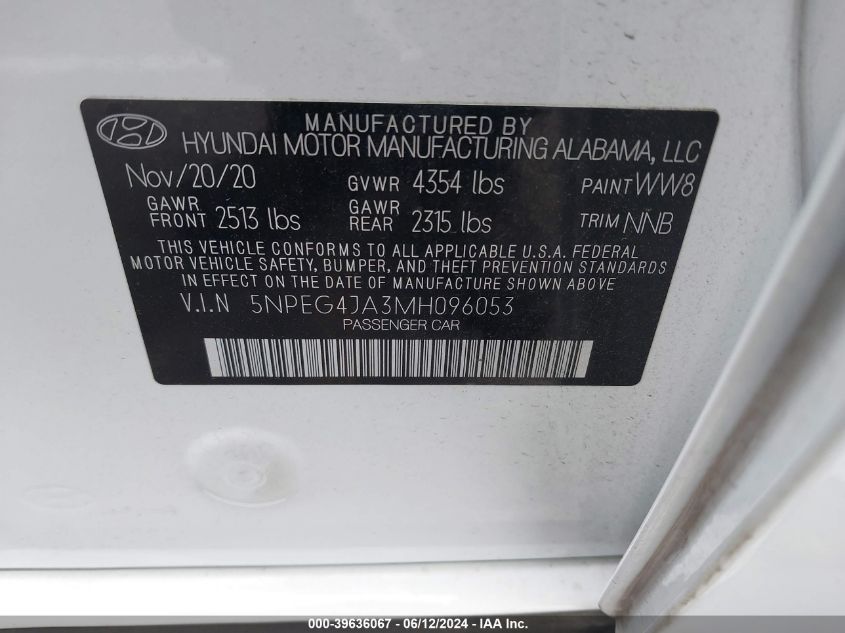 MANUFACTURED BY
HYUNDAI MOTOR MANUFACTURING ALABAMA, LLC
Nov/20/20 GVWR 4354 lbs PAINT WW8
GAWR FRONT 2513 lbs GAWR REAR 2315 lbs TRIM NNB
THIS VEHICLE CONFORMS TO ALL APPLICABLE U.S.A. FEDERAL
MOTOR VEHICLE SAFETY, BUMPER, AND THEFT PREVENTION STANDARDS
IN EFFECT ON THE DATE OF MANUFACTURE SHOWN ABOVE
V.I.N 5NPEG4JA3MH096053
PASSENGER CAR
000-39636067 - 06/12/2024 - IAA Inc.